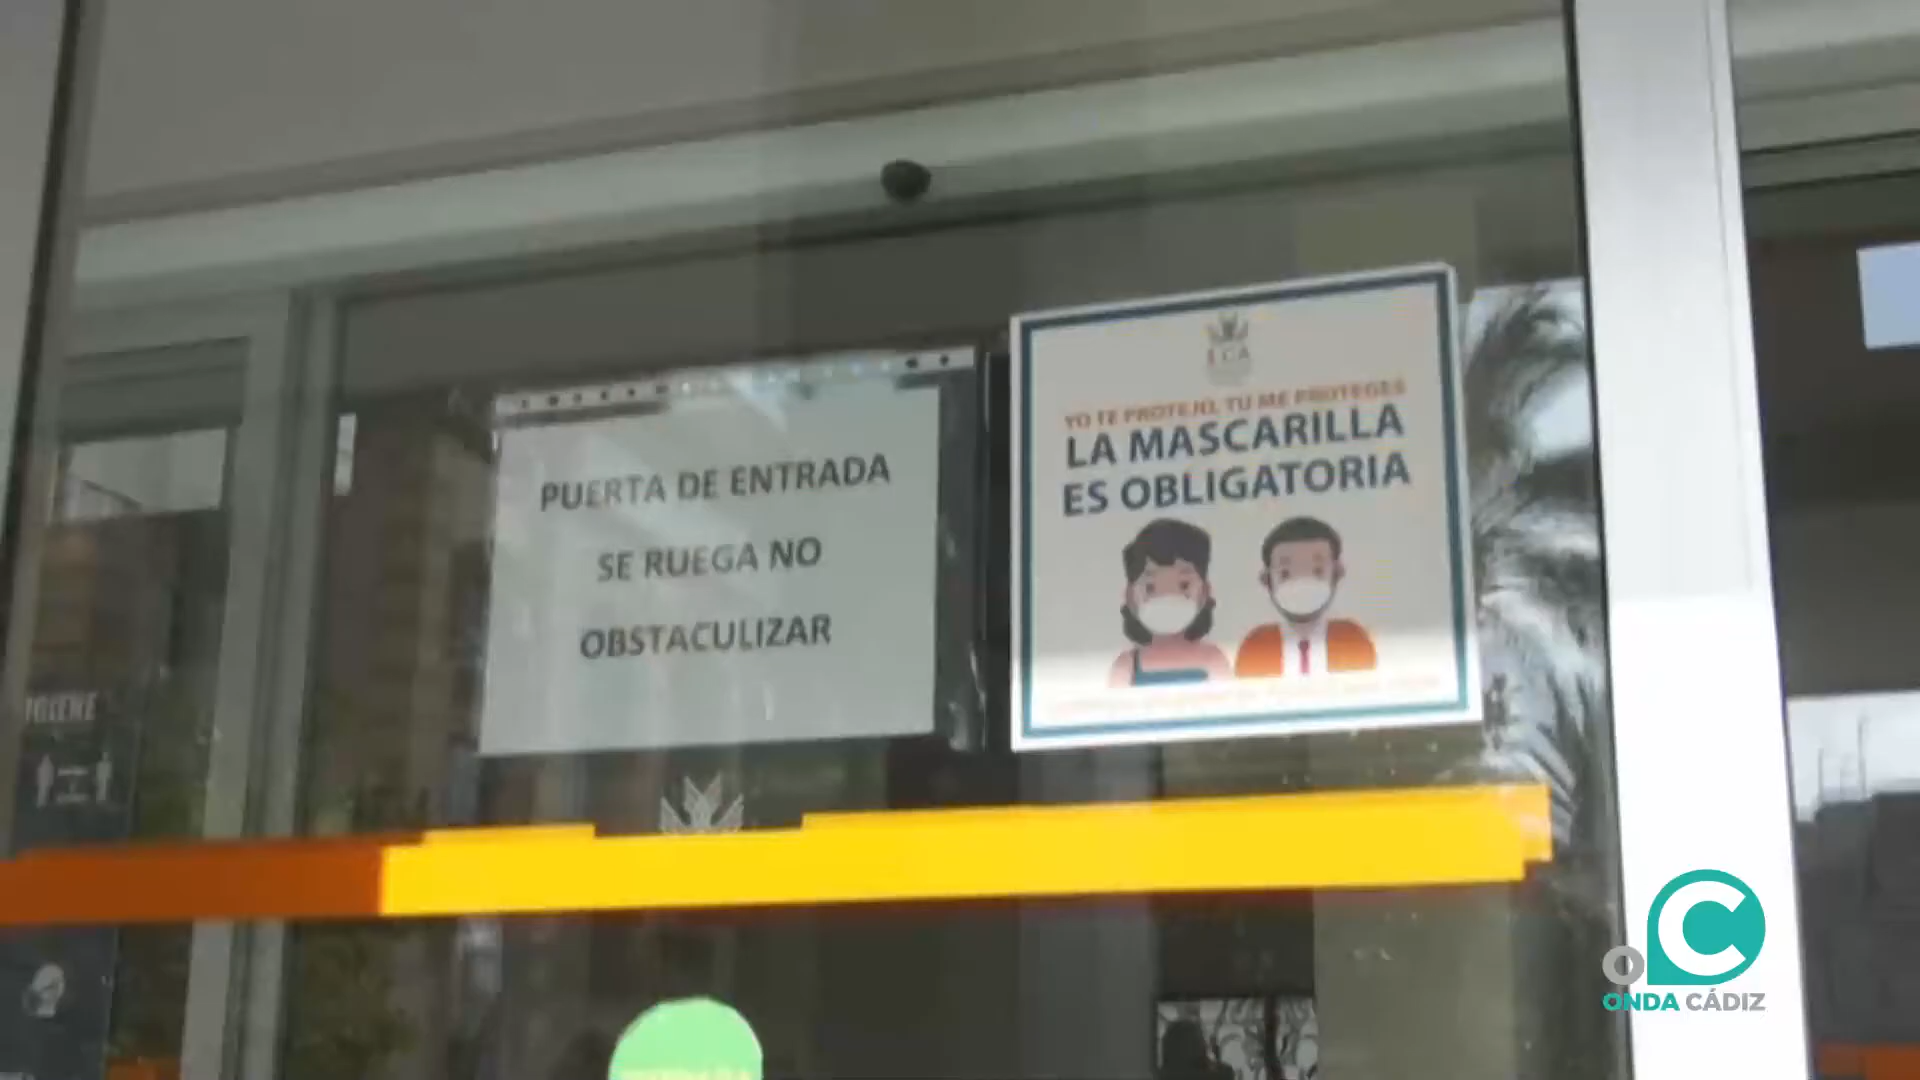 PUERTA DE ENTRADA
SE RUEGA NO
OBSTACULIZAR
YO TE PROTEJO, TU ME PROTEGES
LA MASCARILLA
ES OBLIGATORIA
ONDA CÁDIZ